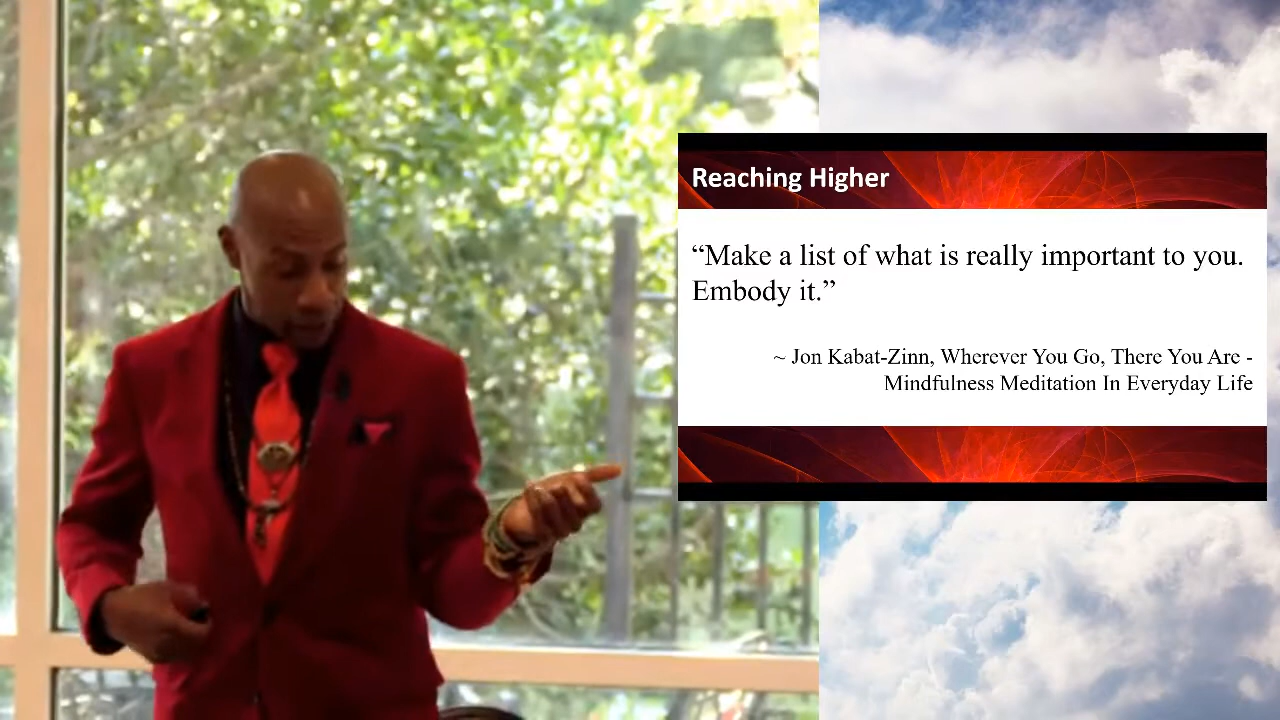 Reaching Higher
“Make a list of what is really important to you.
Embody it.”
~ Jon Kabat-Zinn, Wherever You Go, There You Are -
Mindfulness Meditation In Everyday Life